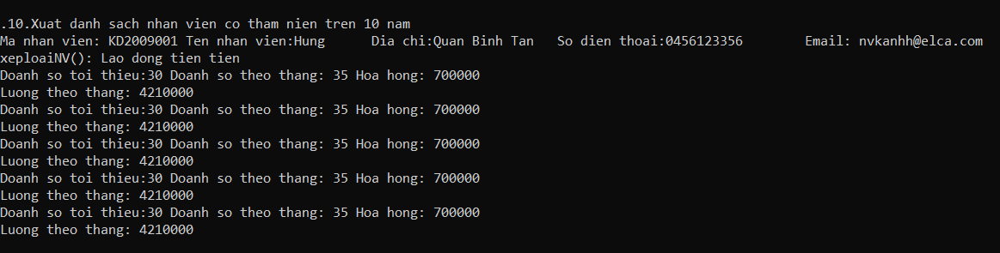 .10.Xuat danh sach nhan vien co tham nien tren 10 nam
Ma nhan vien: KD2009001 Ten nhan vien:Hung Dia chi:Quan Binh Tan So dien thoai:0456123356 Email: nvkanhh@elca.com
xeploaiNV(): Lao dong tien tien
Doanh so toi thieu:30 Doanh so theo thang: 35 Hoa hong: 700000
Luong theo thang: 4210000
Doanh so toi thieu:30 Doanh so theo thang: 35 Hoa hong: 700000
Luong theo thang: 4210000
Doanh so toi thieu:30 Doanh so theo thang: 35 Hoa hong: 700000
Luong theo thang: 4210000
Doanh so toi thieu:30 Doanh so theo thang: 35 Hoa hong: 700000
Luong theo thang: 4210000
Doanh so toi thieu:30 Doanh so theo thang: 35 Hoa hong: 700000
Luong theo thang: 4210000